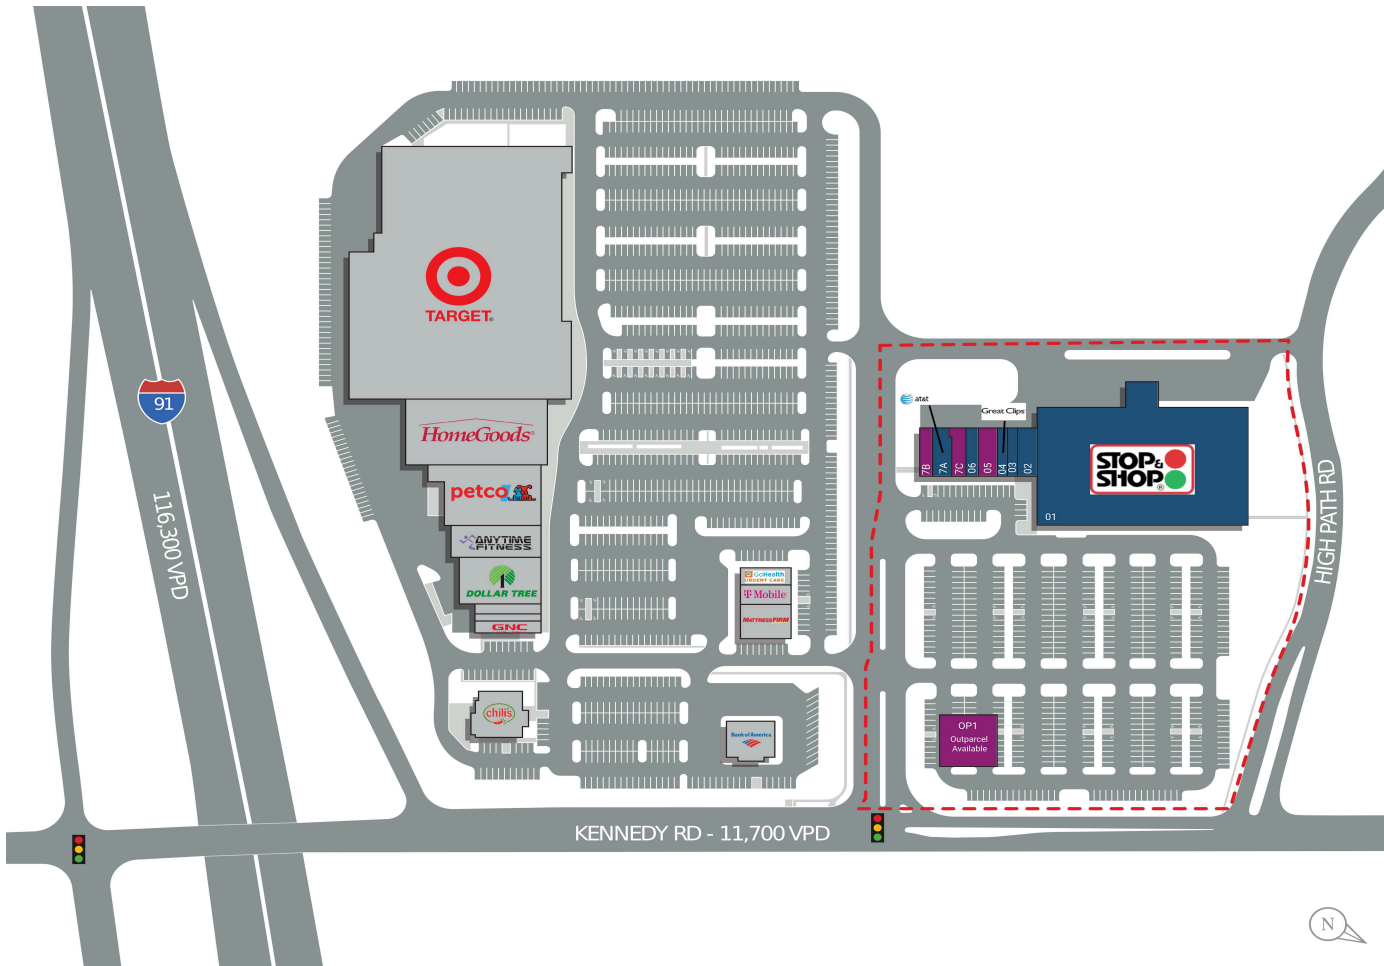 TARGET
HomeGoods
petco
ANYTIME
FITNESS
DOLLAR TREE
GNC
chili's
GoHealth
URGENT CARE
T Mobile
MATTRESSFIRM
Bank of America
91
116,300 VPD
KENNEDY RD - 11,700 VPD
HIGH PATH RD
at&t
Great Clips
7B
7A
7C
06
05
04
03
02
01
STOP &
SHOP
OP1
Outparcel
Available
N